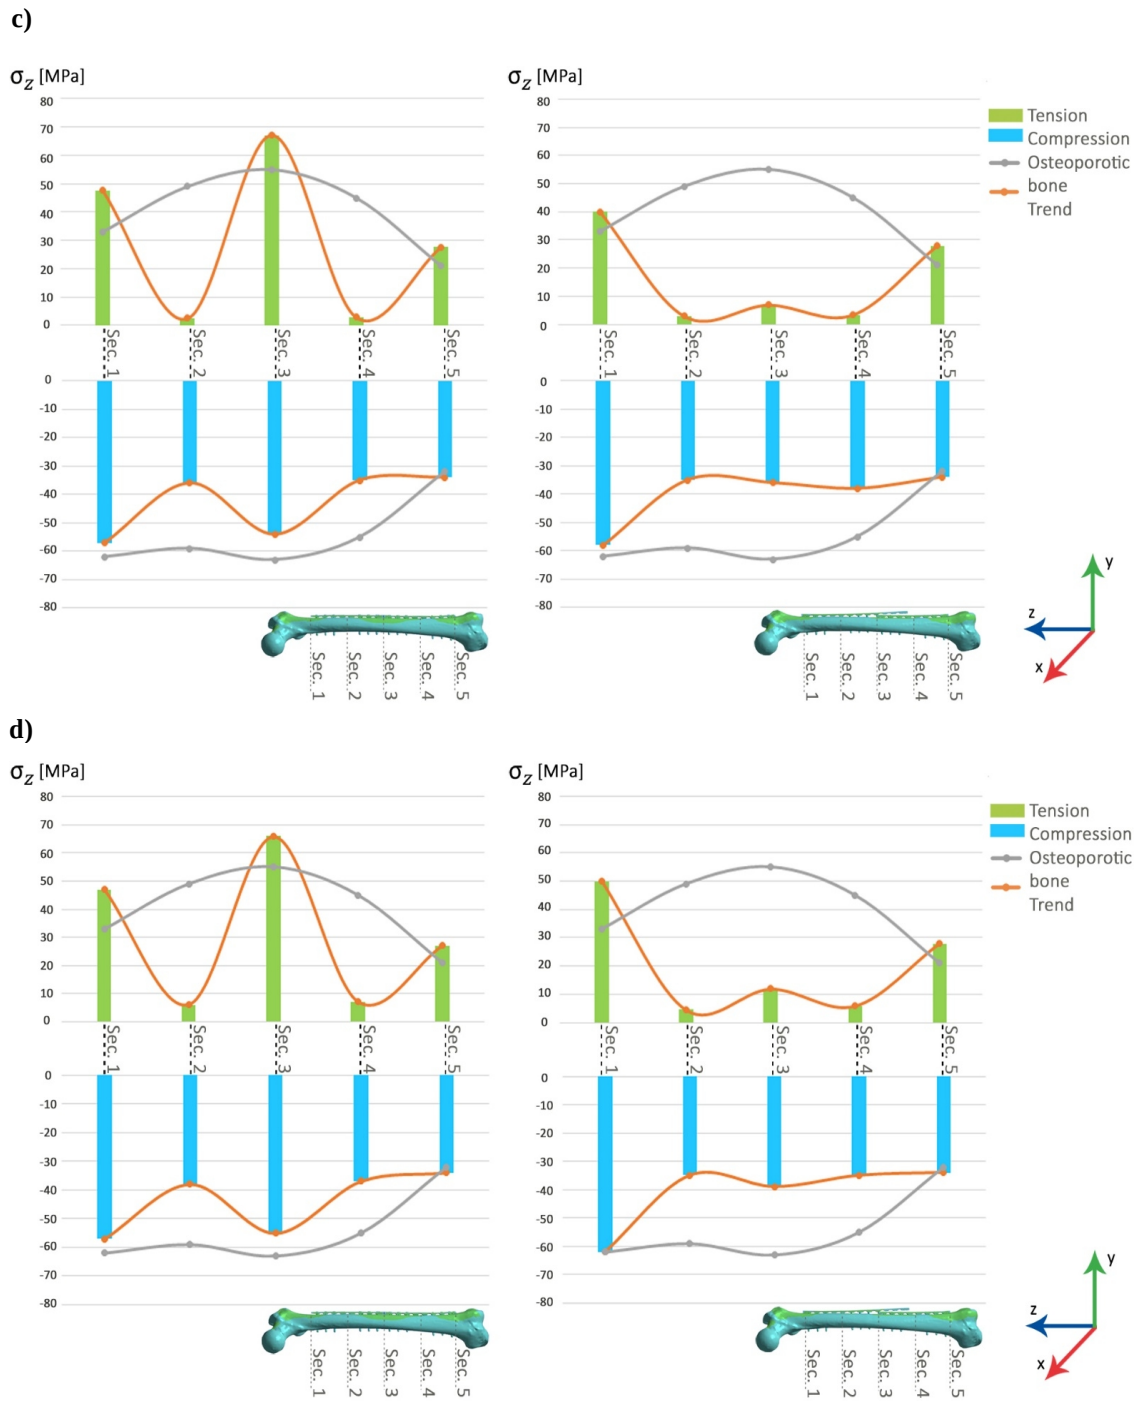 c)
σz [MPa]
80
70
60
50
40
30
20
10
0
Sec. 1
Sec. 2
Sec. 3
Sec. 4
Sec. 5
0
-10
-20
-30
-40
-50
-60
-70
-80
Sec. 1
Sec. 2
Sec. 3
Sec. 4
Sec. 5
σz [MPa]
80
70
60
50
40
30
20
10
0
Sec. 1
Sec. 2
Sec. 3
Sec. 4
Sec. 5
0
-10
-20
-30
-40
-50
-60
-70
-80
Sec. 1
Sec. 2
Sec. 3
Sec. 4
Sec. 5
Tension
Compression
Osteoporotic
bone
Trend
y
z
x
d)
σz [MPa]
80
70
60
50
40
30
20
10
0
Sec. 1
Sec. 2
Sec. 3
Sec. 4
Sec. 5
0
-10
-20
-30
-40
-50
-60
-70
-80
Sec. 1
Sec. 2
Sec. 3
Sec. 4
Sec. 5
σz [MPa]
80
70
60
50
40
30
20
10
0
Sec. 1
Sec. 2
Sec. 3
Sec. 4
Sec. 5
0
-10
-20
-30
-40
-50
-60
-70
-80
Sec. 1
Sec. 2
Sec. 3
Sec. 4
Sec. 5
Tension
Compression
Osteoporotic
bone
Trend
y
z
x